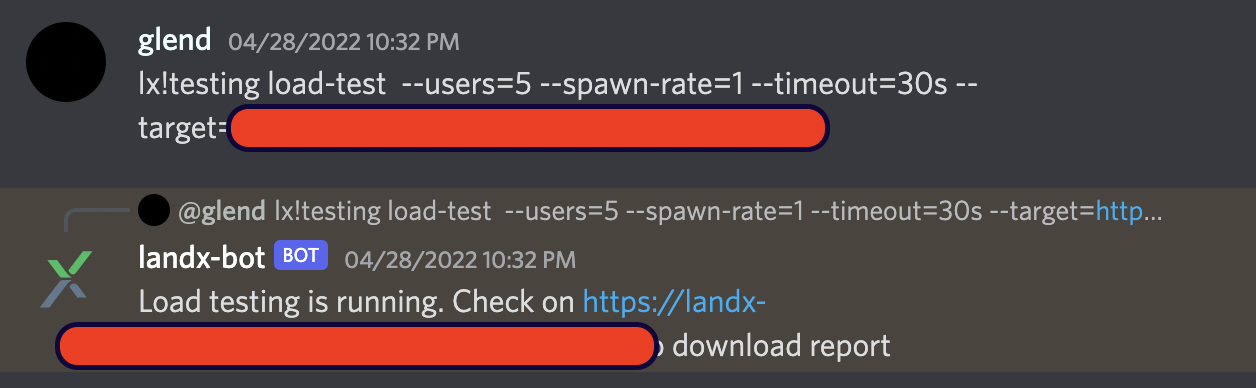 glend 04/28/2022 10:32 PM
lx!testing load-test --users=5 --spawn-rate=1 --timeout=30s --
target=
@glend lx!testing load-test --users=5 --spawn-rate=1 --timeout=30s --target=http...
landx-bot BOT 04/28/2022 10:32 PM
Load testing is running. Check on https://landx-
download report